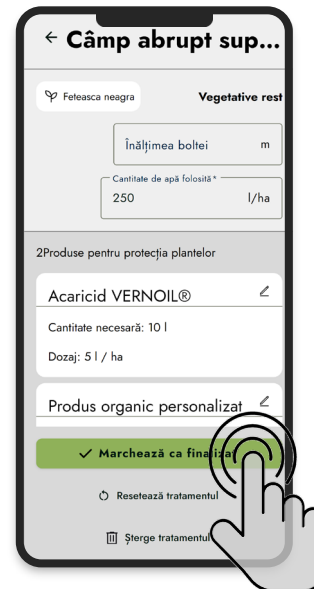 ← Câmp abrupt sup...
Feteasca neagra
Vegetative rest
Înălțimea boltei m
Cantitate de apă folosită*
250 l/ha
2Produse pentru protecția plantelor
Acaricid VERNOIL®
Cantitate necesară: 10 l
Dozaj: 5 l / ha
Produs organic personalizat
Marchează ca finalizat
Resetează tratamentul
Șterge tratamentul